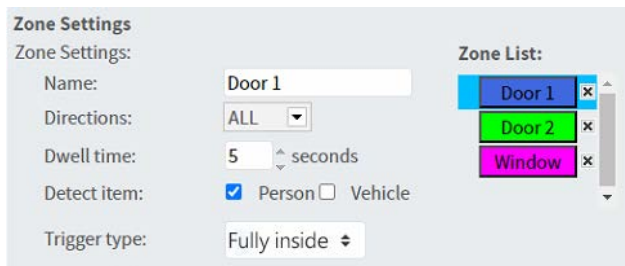 Zone Settings
Zone Settings:
Name: Door 1
Directions: ALL
Dwell time: 5 seconds
Detect item: Person Vehicle
Trigger type: Fully inside
Zone List:
Door 1
Door 2
Window